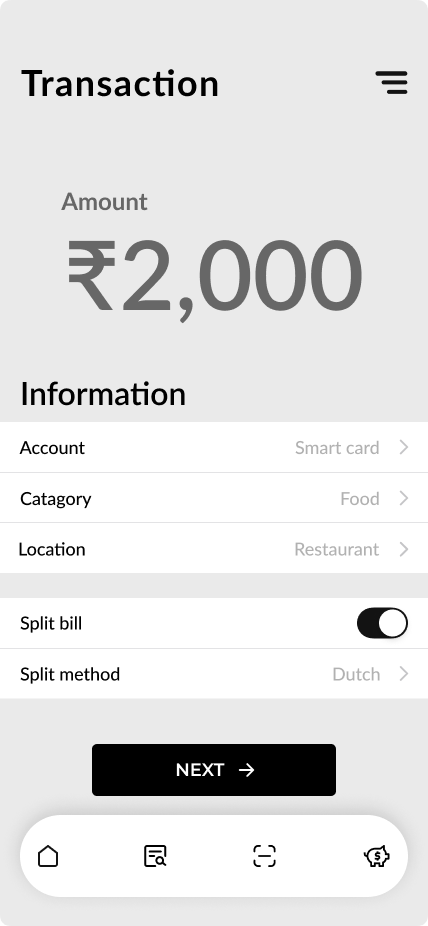 Transaction
Amount
₹2,000
Information
Account Smart card
Catagory Food
Location Restaurant
Split bill
Split method Dutch
NEXT
$